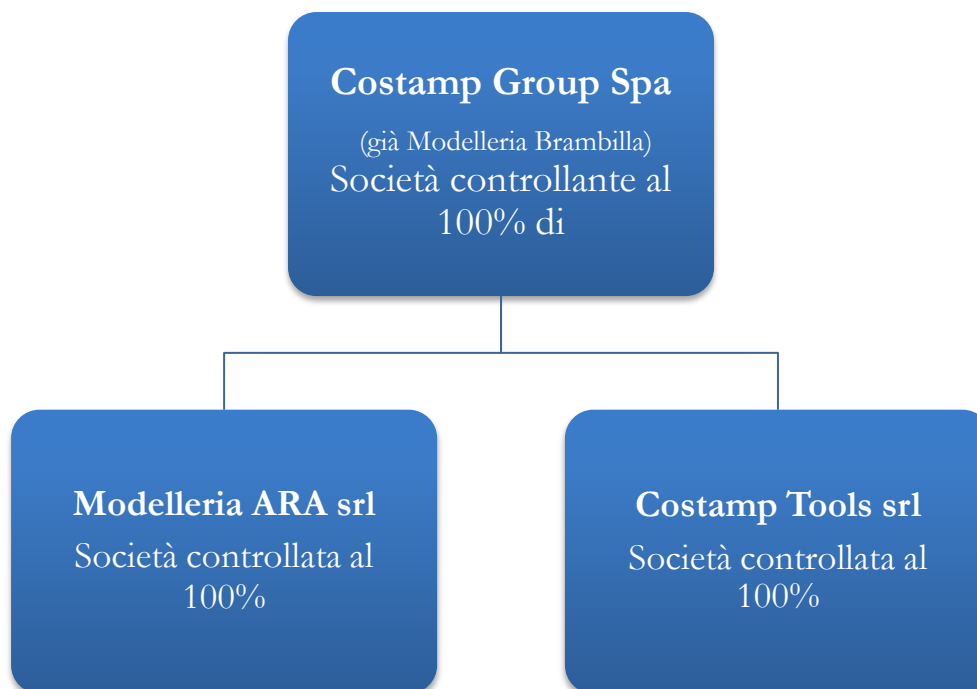 Costamp Group Spa
(già Modelleria Brambilla)
Società controllante al
100% di
Modelleria ARA srl
Società controllata al
100%
Costamp Tools srl
Società controllata al
100%